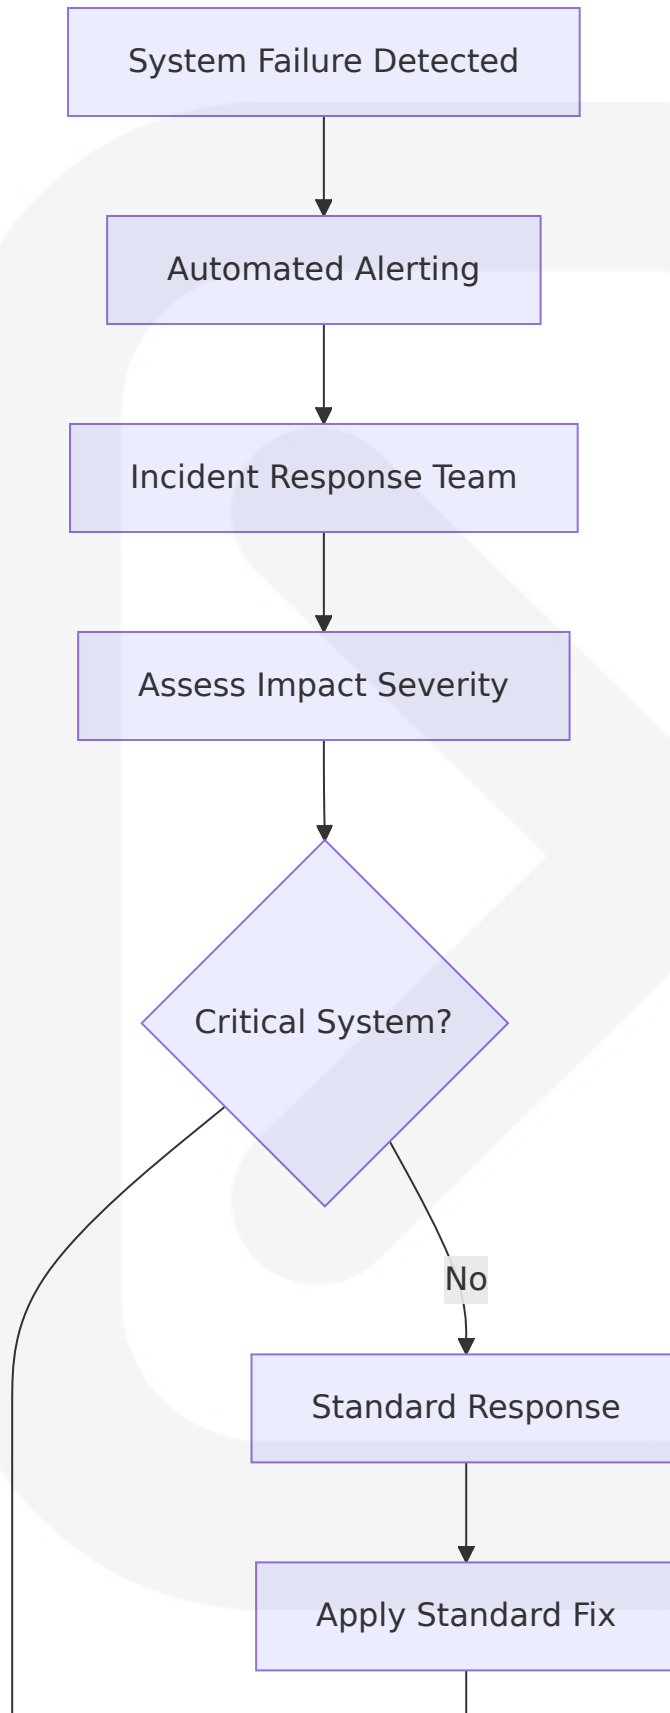 System Failure Detected
Automated Alerting
Incident Response Team
Assess Impact Severity
Critical System?
No
Standard Response
Apply Standard Fix